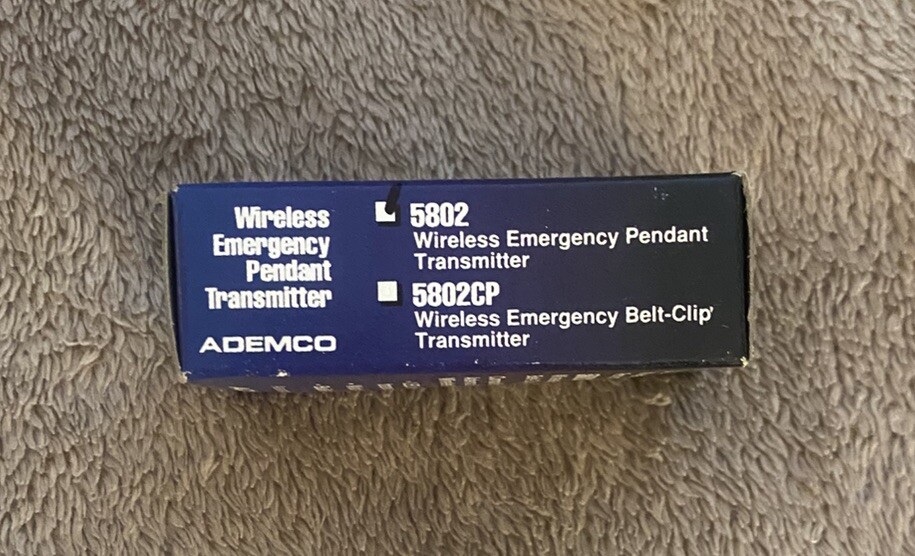 Wireless
Emergency
Pendant
Transmitter
ADEMCO
5802
Wireless Emergency Pendant
Transmitter
5802CP
Wireless Emergency Belt-Clip
Transmitter